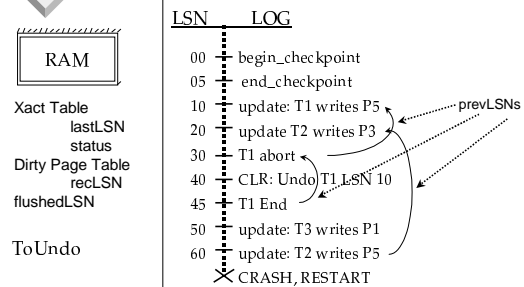 RAM
Xact Table
lastLSN
status
Dirty Page Table
recLSN
flushedLSN
ToUndo
LSN LOG
00 begin_checkpoint
05 end_checkpoint
10 update: T1 writes P5
20 update T2 writes P3
30 T1 abort
40 CLR: Undo T1 LSN 10
45 T1 End
50 update: T3 writes P1
60 update: T2 writes P5
CRASH, RESTART
prevLSNs